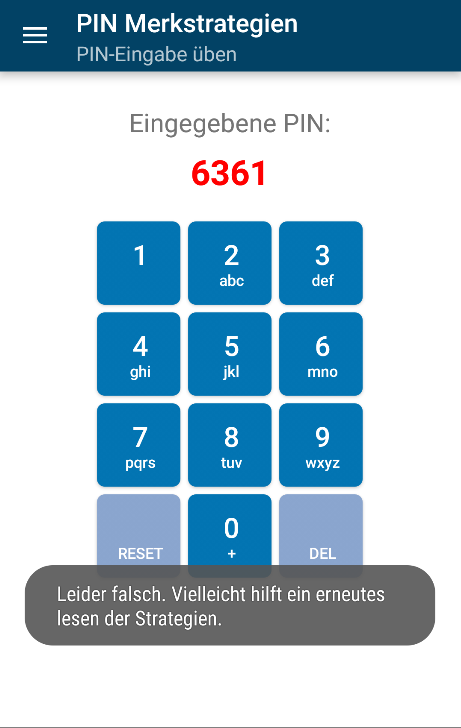 PIN Merkstrategien
PIN-Eingabe üben
Eingegebene PIN:
6361
1 2 3
abc def
4 5 6
ghi jkl mno
7 8 9
pqrs tuv wxyz
0
RESET + DEL
Leider falsch. Vielleicht hilft ein erneutes
lesen der Strategien.